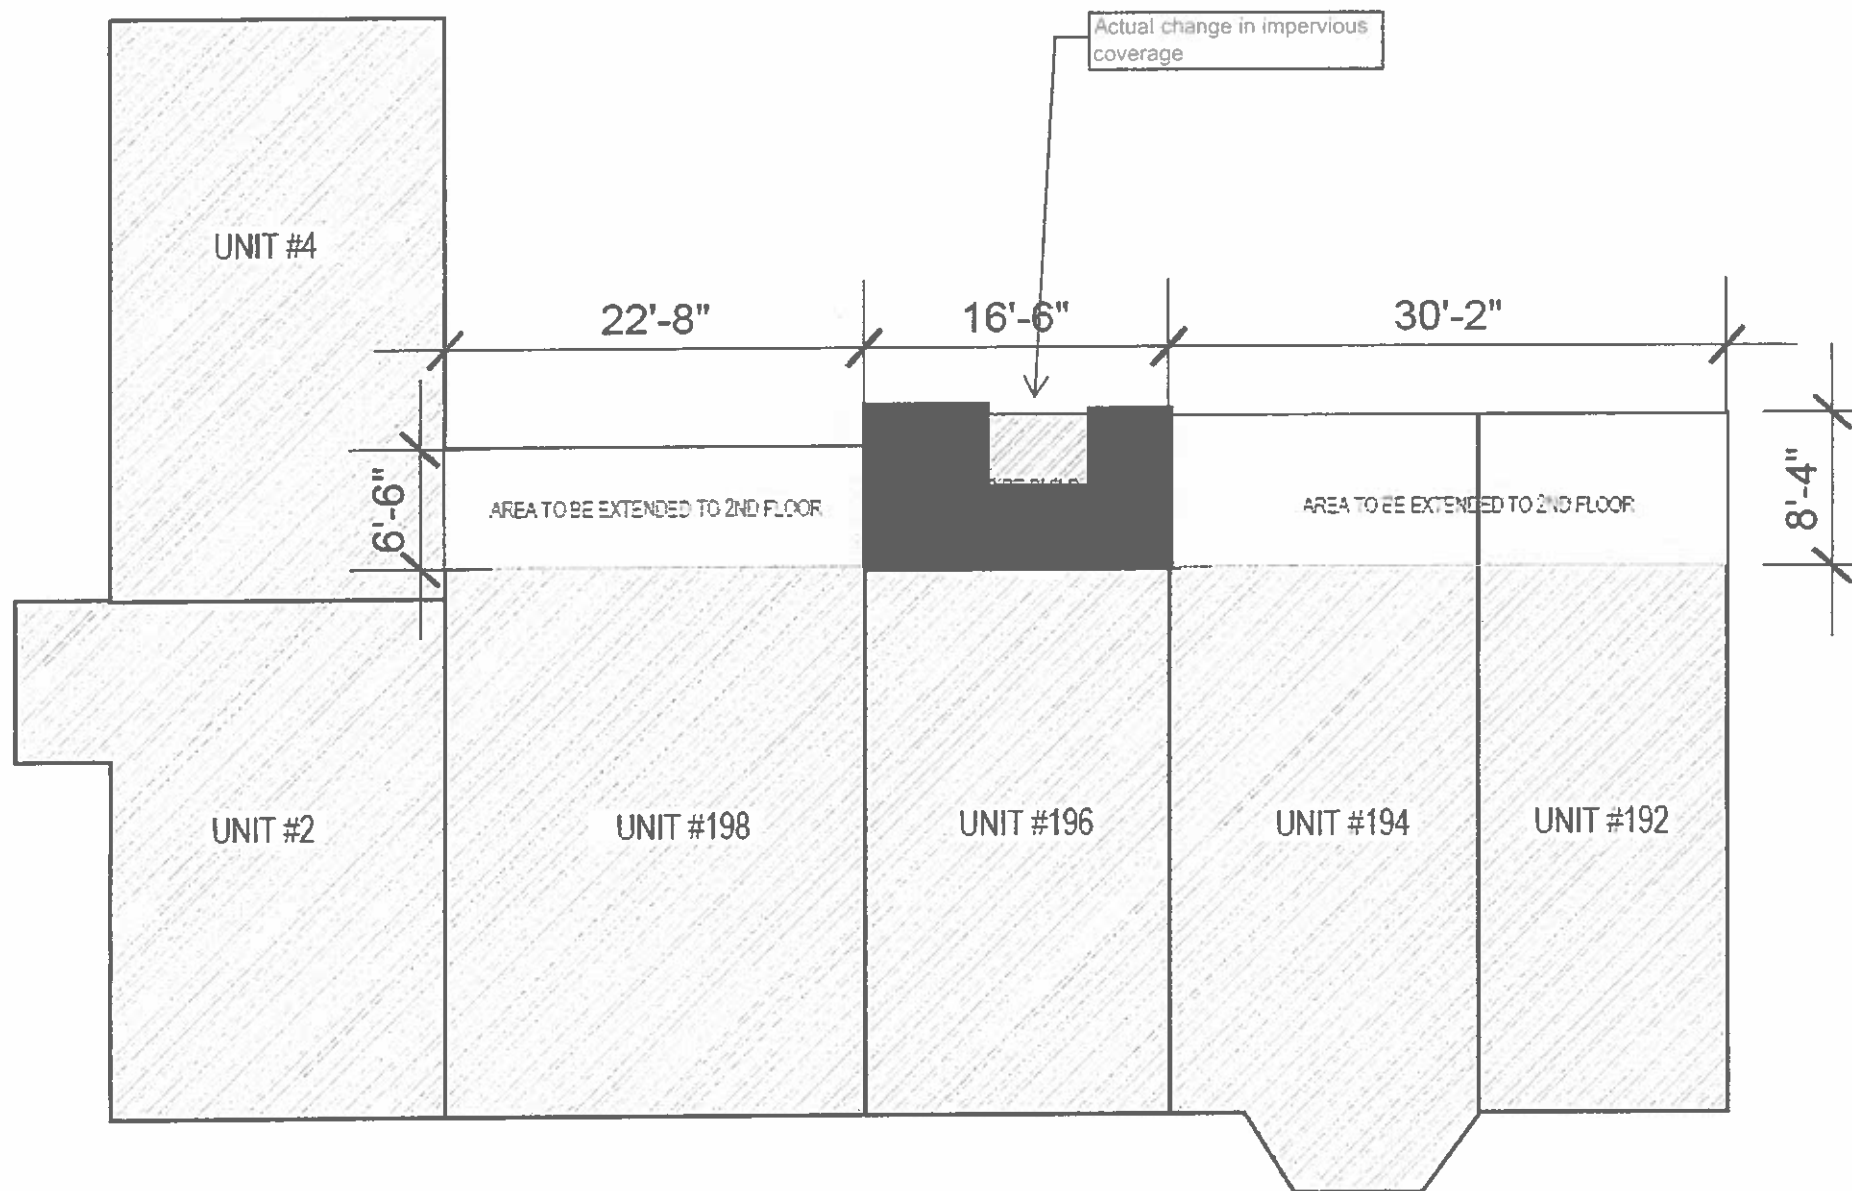 Actual change in impervious
coverage
UNIT #4
22'-8"
16'-6"
30'-2"
6'-6"
AREA TO BE EXTENDED TO 2ND FLOOR
AREA TO BE EXTENDED TO 2ND FLOOR
8'-4"
UNIT #2
UNIT #198
UNIT #196
UNIT #194
UNIT #192